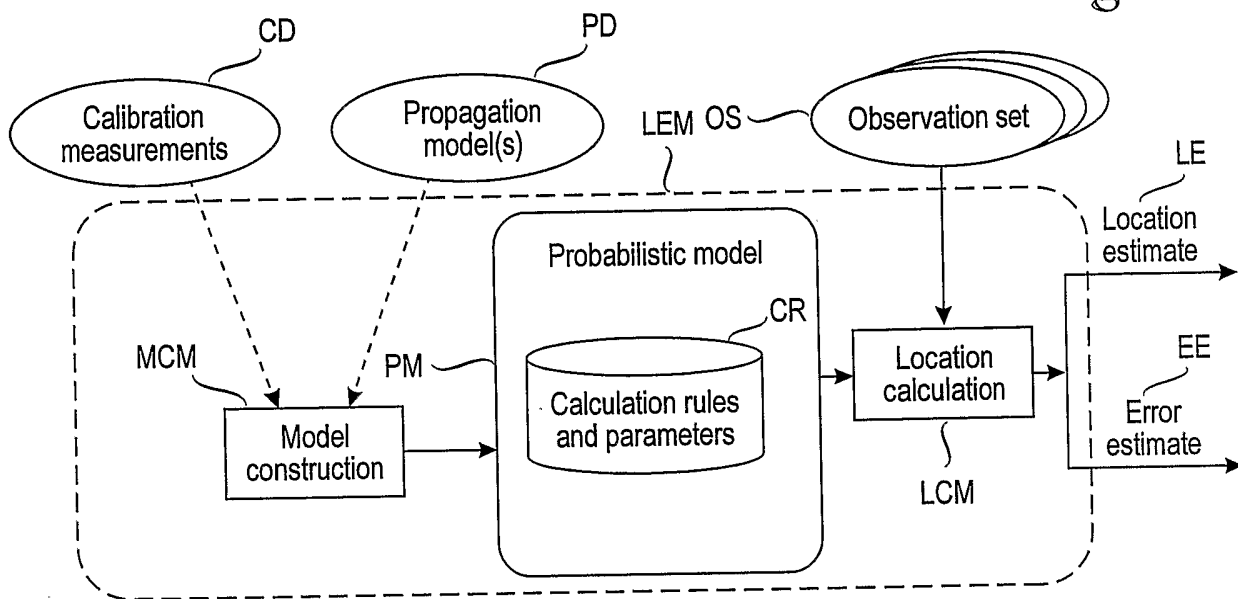 CD
PD
Calibration
measurements
Propagation
model(s)
LEM
OS
Observation set
LE
Location
estimate
Probabilistic model
CR
MCM
PM
Calculation rules
and parameters
Location
calculation
EE
Error
estimate
Model
construction
LCM